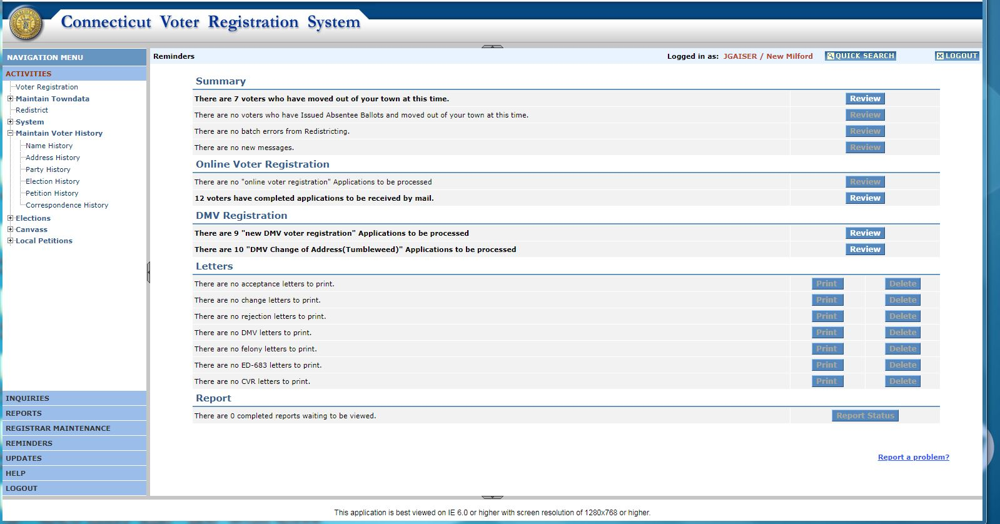 Connecticut Voter Registration System
NAVIGATION MENU
ACTIVITIES
Voter Registration
Maintain Towndata
Redistrict
System
Maintain Voter History
Name History
Address History
Party History
Election History
Petition History
Correspondence History
Elections
Canvass
Local Petitions
INQUIRIES
REPORTS
REGISTRAR MAINTENANCE
REMINDERS
UPDATES
HELP
LOGOUT
Reminders Logged in as: JGAISER / New Milford QUICK SEARCH LOGOUT
Summary
There are 7 voters who have moved out of your town at this time. Review
There are no voters who have Issued Absentee Ballots and moved out of your town at this time. Review
There are no batch errors from Redistricting. Review
There are no new messages. Review
Online Voter Registration
There are no "online voter registration" Applications to be processed Review
12 voters have completed applications to be received by mail. Review
DMV Registration
There are 9 "new DMV voter registration" Applications to be processed Review
There are 10 "DMV Change of Address(Tumbleweed)" Applications to be processed Review
Letters
There are no acceptance letters to print. Print Delete
There are no change letters to print. Print Delete
There are no rejection letters to print. Print Delete
There are no DMV letters to print. Print Delete
There are no felony letters to print. Print Delete
There are no ED-683 letters to print. Print Delete
There are no CVR letters to print. Print Delete
Report
There are 0 completed reports waiting to be viewed. Report Status
Report a problem?
This application is best viewed on IE 6.0 or higher with screen resolution of 1280x768 or higher.